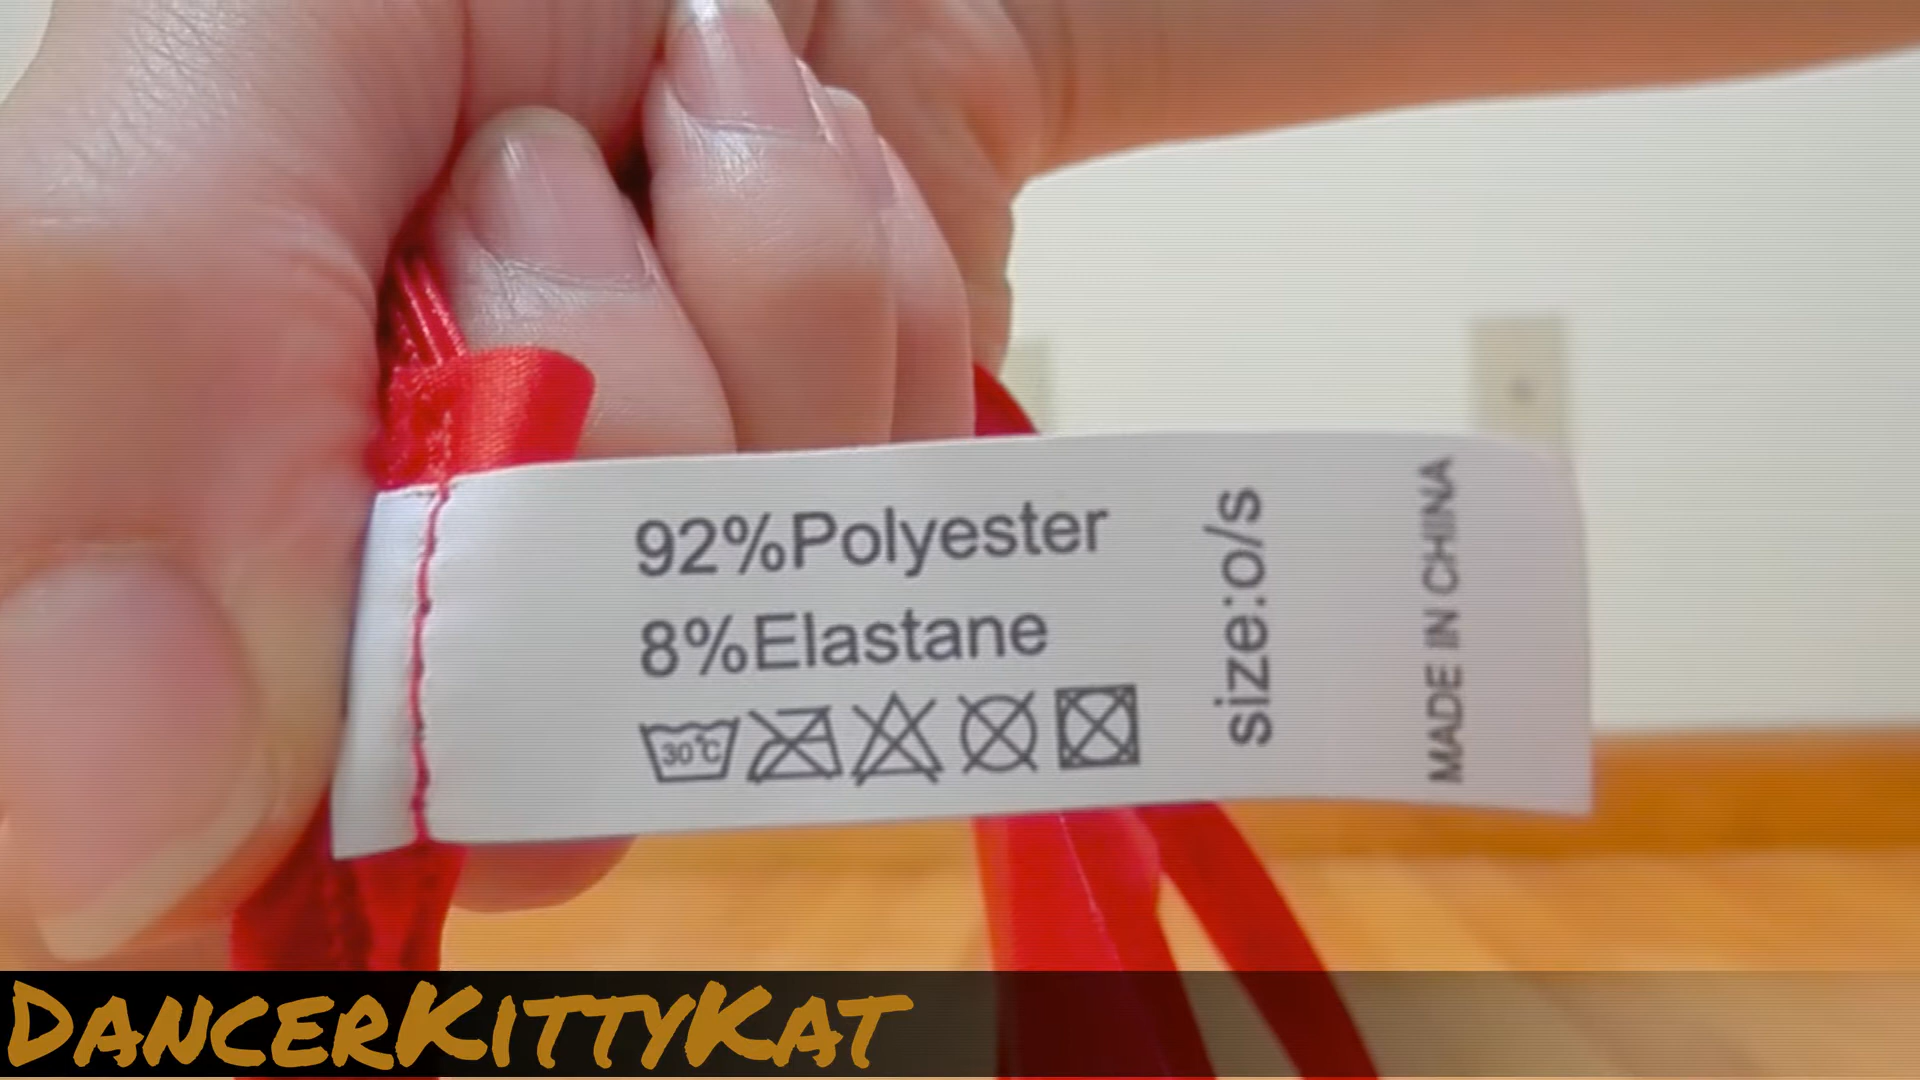 92%Polyester
8%Elastane
30°C
size:o/s
MADE IN CHINA
DancerKittyKat